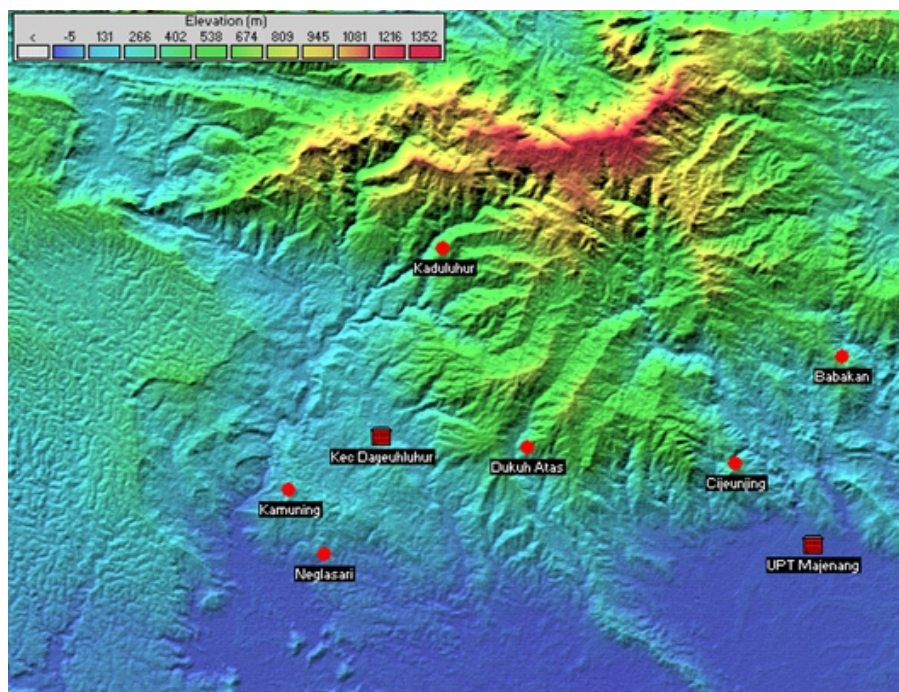 Elevation (m)
< -5 131 266 402 538 674 809 945 1081 1216 1352
Kaduluhur
Babakan
Kec Dayeuhluhur
Dukuh Atas
Cijeunjing
Kamuning
UPT Majenang
Neglasari